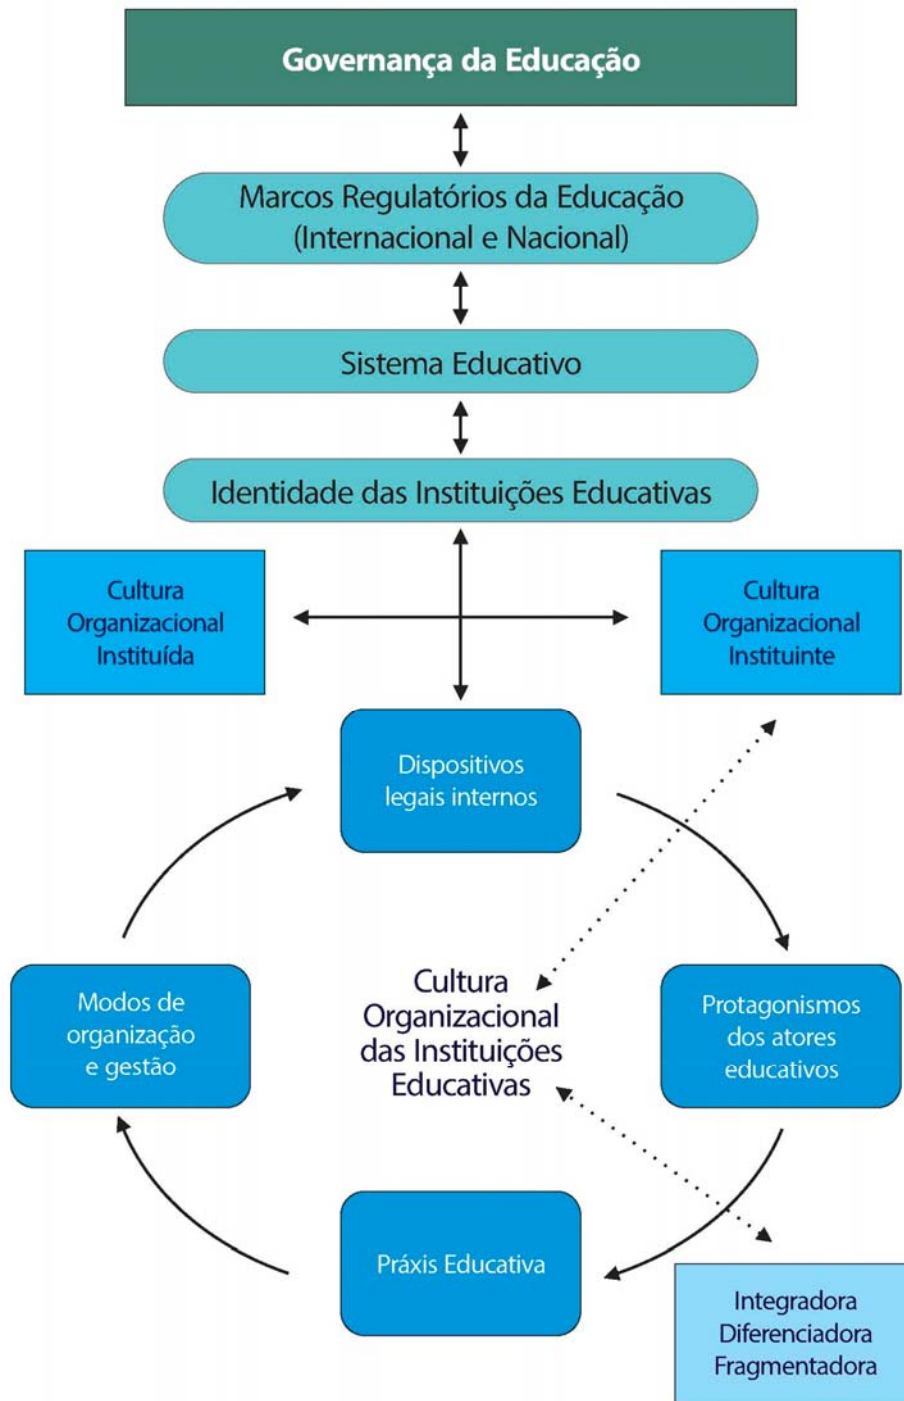 Governança da Educação
Marcos Regulatórios da Educação
(Internacional e Nacional)
Sistema Educativo
Identidade das Instituições Educativas
Cultura
Organizacional
Instituída
Cultura
Organizacional
Instituinte
Dispositivos
legais internos
Modos de
organização
e gestão
Cultura
Organizacional
das Instituições
Educativas
Protagonismos
dos atores
educativos
Práxis Educativa
Integradora
Diferenciadora
Fragmentadora